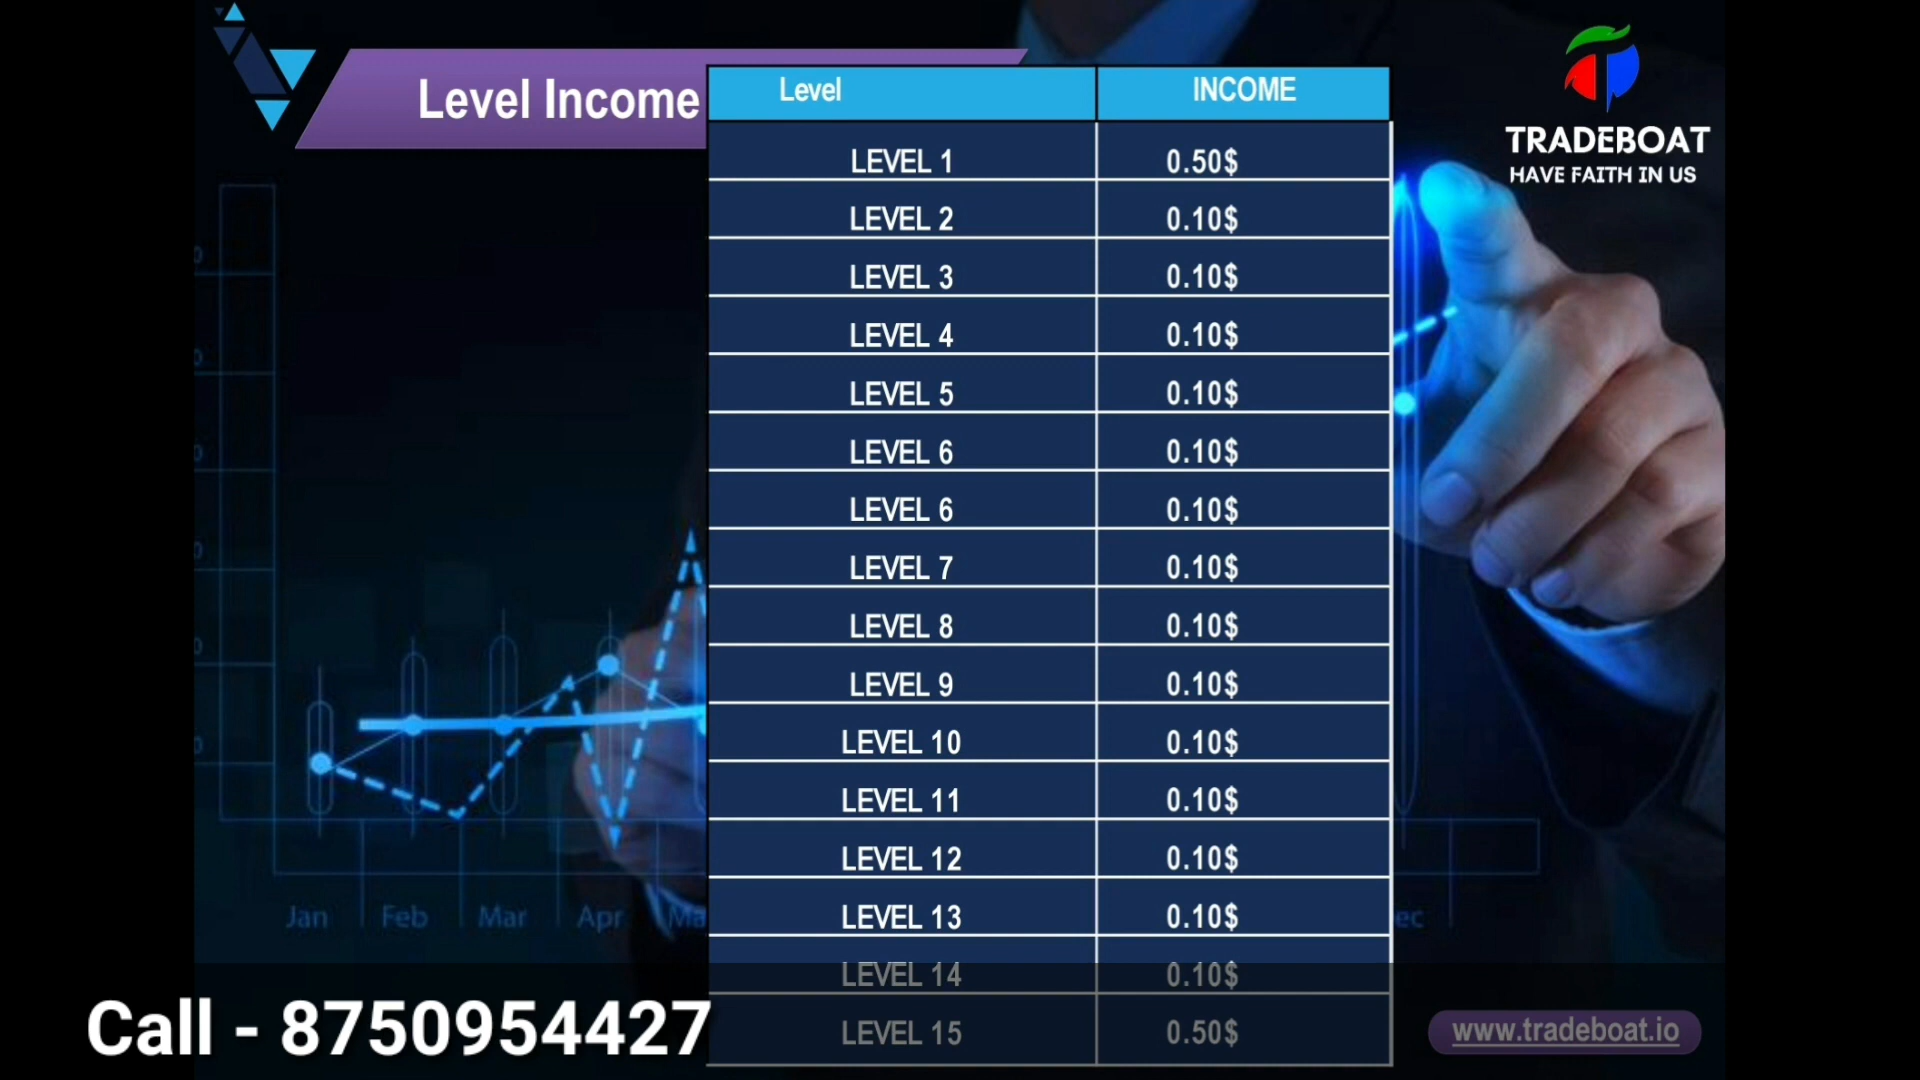 Level Income
Level INCOME
TRADEBOAT
HAVE FAITH IN US
LEVEL 1 0.50$
LEVEL 2 0.10$
LEVEL 3 0.10$
LEVEL 4 0.10$
LEVEL 5 0.10$
LEVEL 6 0.10$
LEVEL 6 0.10$
LEVEL 7 0.10$
LEVEL 8 0.10$
LEVEL 9 0.10$
LEVEL 10 0.10$
LEVEL 11 0.10$
LEVEL 12 0.10$
LEVEL 13 0.10$
Jan Feb Mar Apr Ma ec
LEVEL 14 0.10$
LEVEL 15 0.50$
Call - 8750954427
www.tradeboat.io